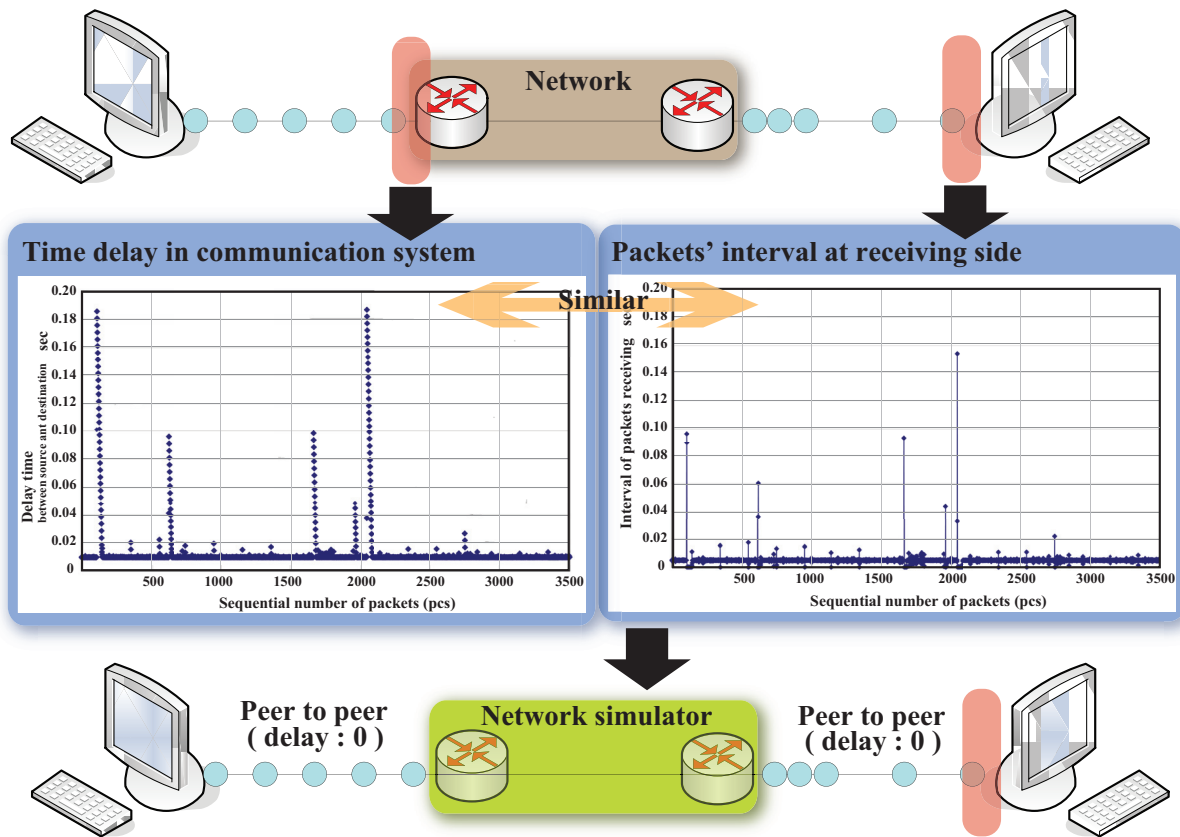 Network
Time delay in communication system
Packets’ interval at receiving side
Similar
Delay time
between source ant destination sec
0.20
0.18
0.16
0.14
0.12
0.10
0.08
0.06
0.04
0.02
0
500
1000
1500
2000
2500
3000
3500
Sequential number of packets (pcs)
Interval of packets receiving se
0.20
0.18
0.16
0.14
0.12
0.10
0.08
0.06
0.04
0.02
0
500
1000
1500
2000
2500
3000
3500
Sequential number of packets (pcs)
Peer to peer
( delay : 0 )
Network simulator
Peer to peer
( delay : 0 )